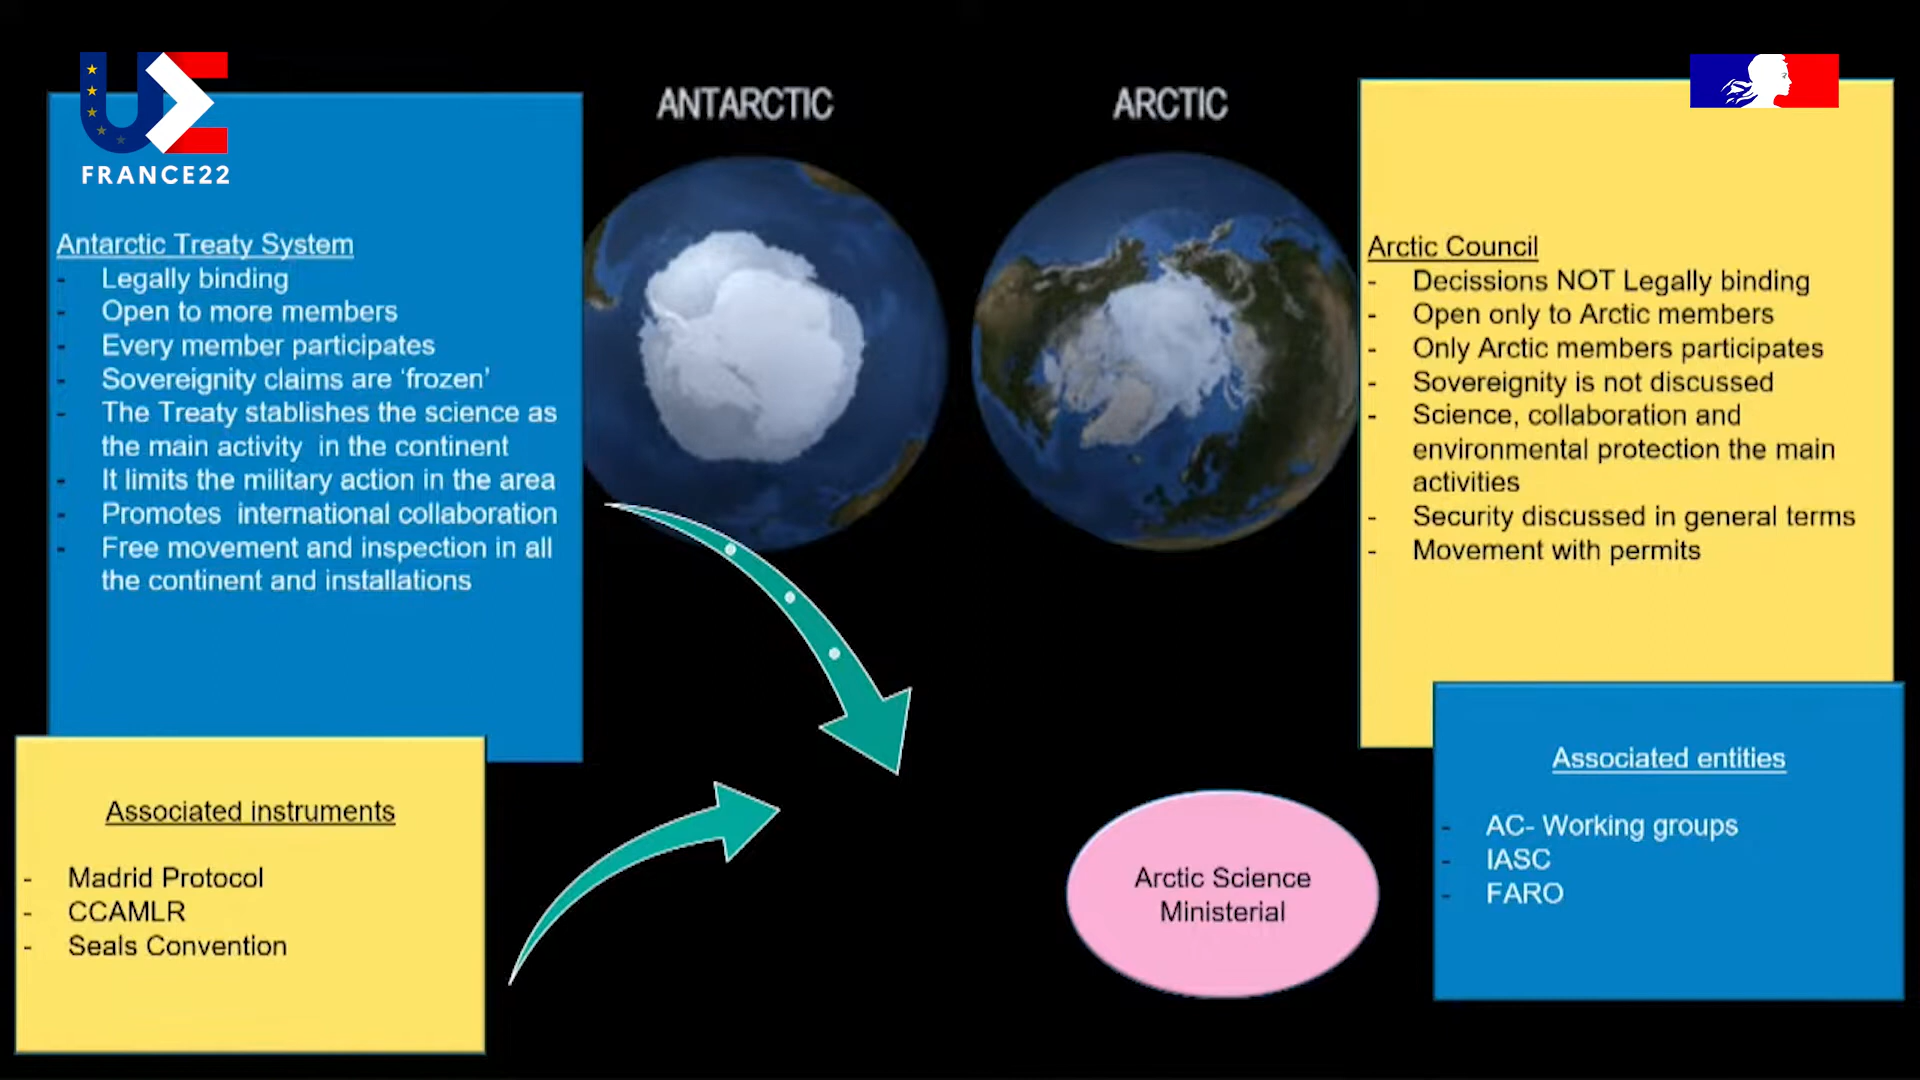 UE
FRANCE22
ANTARCTIC
ARCTIC
Antarctic Treaty System
- Legally binding
- Open to more members
- Every member participates
- Sovereignity claims are ‘frozen’
- The Treaty stablishes the science as
the main activity in the continent
- It limits the military action in the area
- Promotes international collaboration
- Free movement and inspection in all
the continent and installations
Associated instruments
- Madrid Protocol
- CCAMLR
- Seals Convention
Arctic Council
- Decissions NOT Legally binding
- Open only to Arctic members
- Only Arctic members participates
- Sovereignity is not discussed
- Science, collaboration and
environmental protection the main
activities
- Security discussed in general terms
- Movement with permits
Arctic Science
Ministerial
Associated entities
- AC- Working groups
- IASC
- FARO